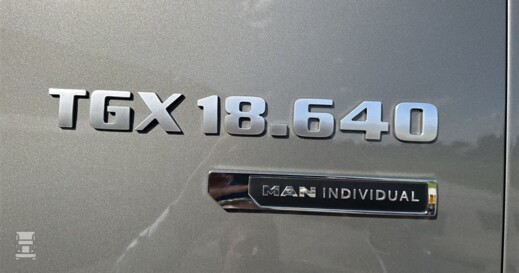 TGX 18.640
MAN INDIVIDUAL